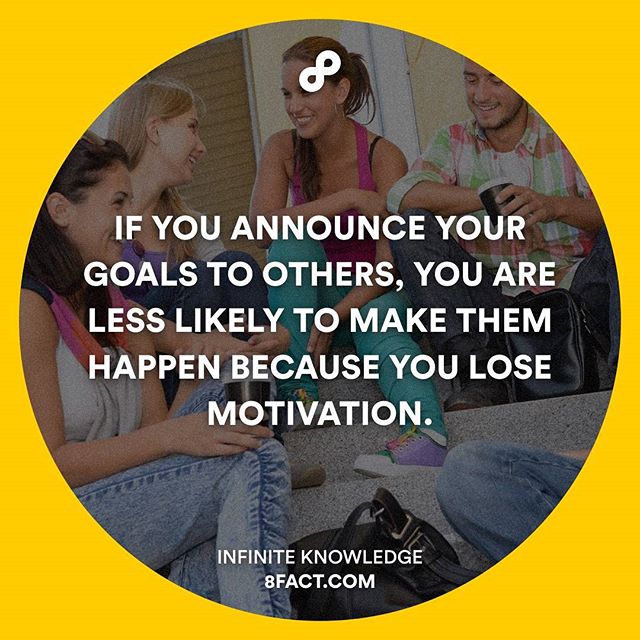 IF YOU ANNOUNCE YOUR
GOALS TO OTHERS, YOU ARE
LESS LIKELY TO MAKE THEM
HAPPEN BECAUSE YOU LOSE
MOTIVATION.
INFINITE KNOWLEDGE
8FACT.COM